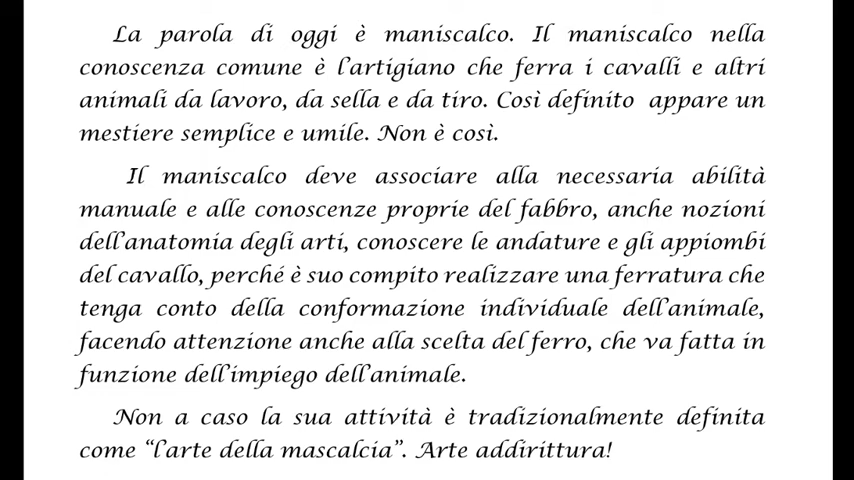 La parola di oggi è maniscalco. Il maniscalco nella
conoscenza comune è l'artigiano che ferra i cavalli e altri
animali da lavoro, da sella e da tiro. Così definito appare un
mestiere semplice e umile. Non è così.
Il maniscalco deve associare alla necessaria abilità
manuale e alle conoscenze proprie del fabbro, anche nozioni
dell'anatomia degli arti, conoscere le andature e gli appiombi
del cavallo, perché è suo compito realizzare una ferratura che
tenga conto della conformazione individuale dell'animale,
facendo attenzione anche alla scelta del ferro, che va fatta in
funzione dell'impiego dell'animale.
Non a caso la sua attività è tradizionalmente definita
come “l'arte della mascalcia”. Arte addirittura!